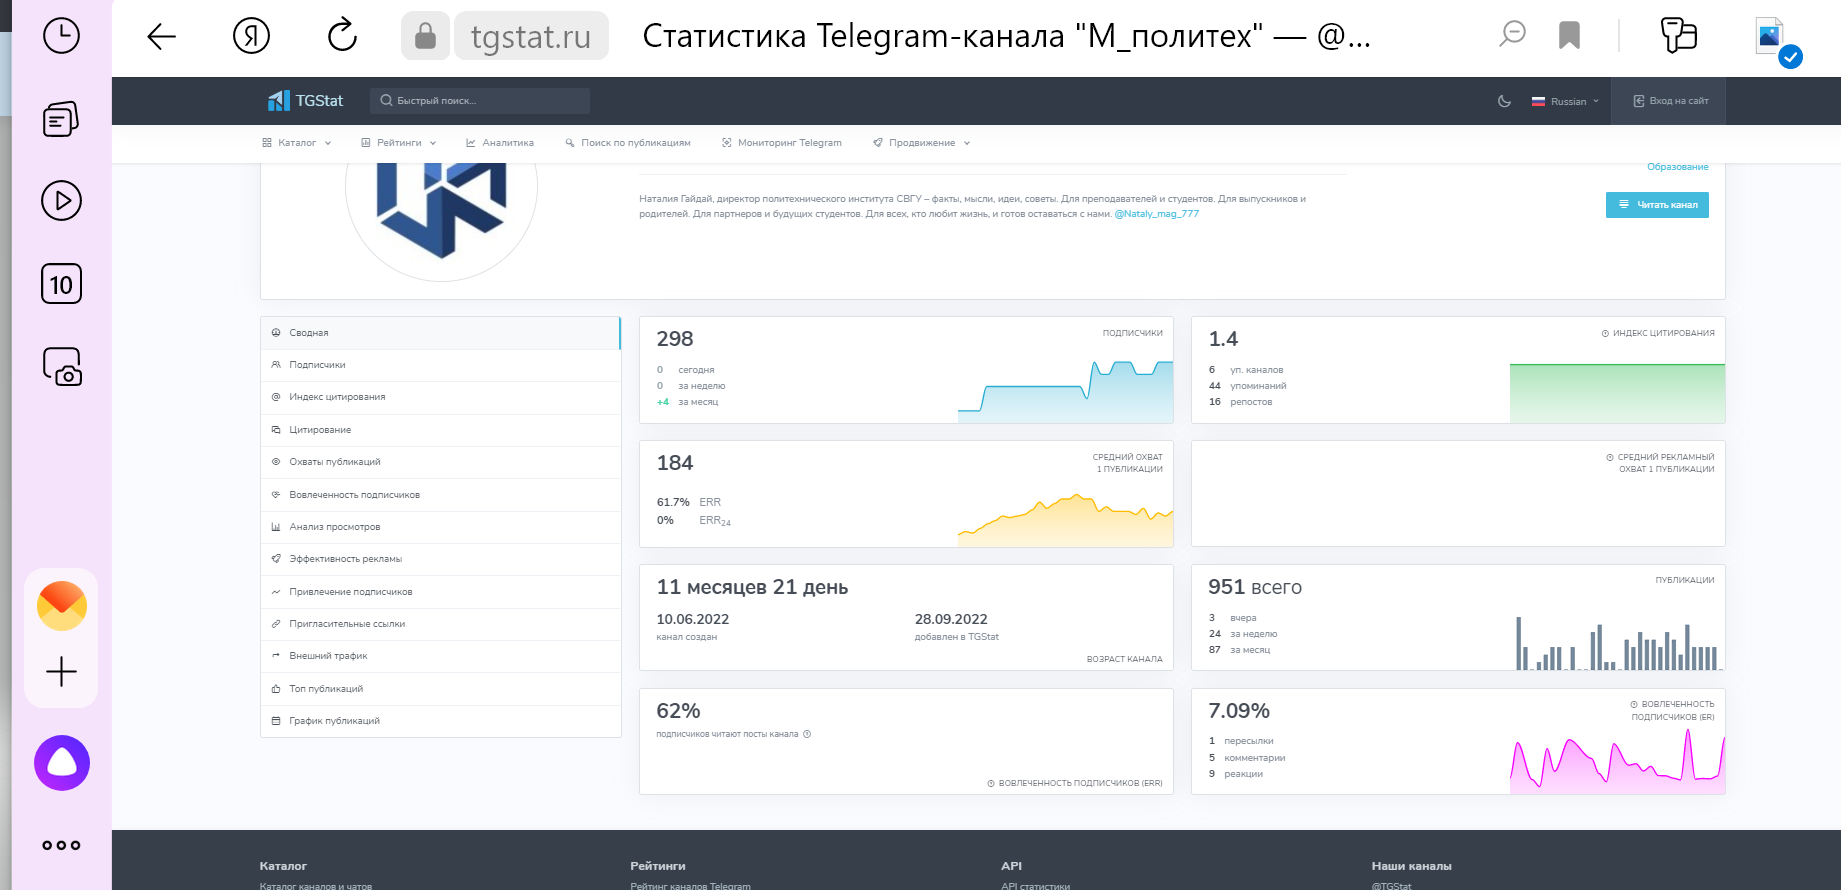 tgstat.ru
Статистика Telegram-канала "М_политех" — @...
TGStat
Быстрый поиск...
Russian
Вход на сайт
Каталог
Рейтинги
Аналитика
Поиск по публикациям
Мониторинг Telegram
Продвижение
Образование
Наталия Гайдай, директор политехнического института СВГУ – факты, мысли, идеи, советы. Для преподавателей и студентов. Для выпускников и
родителей. Для партнеров и будущих студентов. Для всех, кто любит жизнь, и готов оставаться с нами. @Nataly_mag_777
Читать канал
10
Сводная
Подписчики
Индекс цитирования
Цитирование
Охваты публикаций
Вовлеченность подписчиков
Анализ просмотров
Эффективность рекламы
Привлечение подписчиков
Пригласительные ссылки
Внешний трафик
Топ публикаций
График публикаций
298
ПОДПИСЧИКИ
0 сегодня
0 за неделю
+4 за месяц
1.4
ИНДЕКС ЦИТИРОВАНИЯ
6 уп. каналов
44 упоминаний
16 репостов
184
СРЕДНИЙ ОХВАТ
1 ПУБЛИКАЦИИ
61.7% ERR
0% ERR24
СРЕДНИЙ РЕКЛАМНЫЙ
ОХВАТ 1 ПУБЛИКАЦИИ
11 месяцев 21 день
10.06.2022
канал создан
28.09.2022
добавлен в TGStat
ВОЗРАСТ КАНАЛА
951 всего
ПУБЛИКАЦИИ
3 вчера
24 за неделю
87 за месяц
62%
подписчиков читают посты канала
ВОВЛЕЧЕННОСТЬ ПОДПИСЧИКОВ (ERR)
7.09%
ВОВЛЕЧЕННОСТЬ
ПОДПИСЧИКОВ (ER)
1 пересылки
5 комментарии
9 реакции
Каталог
Рейтинги
API
Наши каналы
Каталог каналов и чатов
Рейтинг каналов Telegram
API статистики
@TGStat